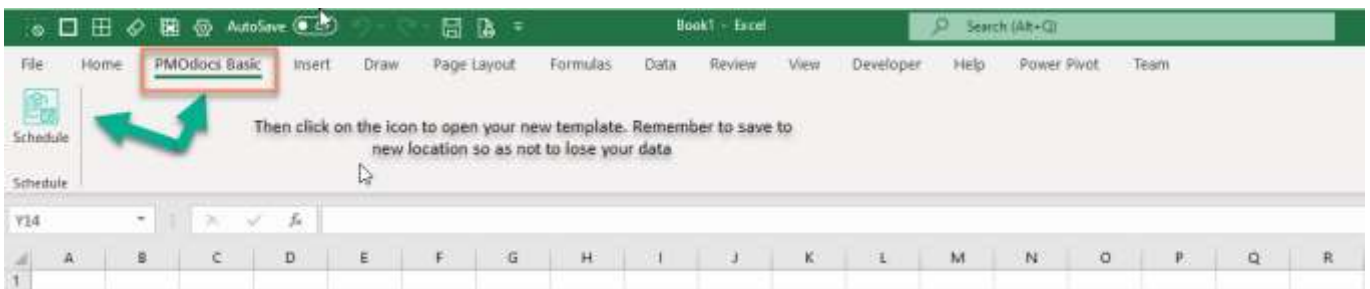 AutoSave
Book1 - Excel
Search (Alt+Q)
File Home PMOdocs Basic Insert Draw Page Layout Formulas Data Review View Developer Help Power Pivot Team
Schedule
Then click on the icon to open your new template. Remember to save to
new location so as not to lose your data
Schedule
Y14 fx
A B C D E F G H I J K L M N O P Q R
1